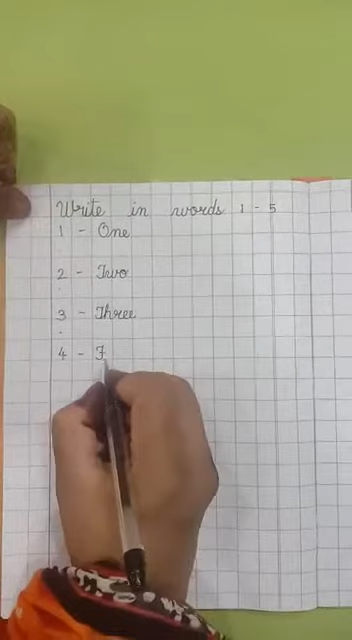 Write in words 1 - 5
1 - One
2 - Two
3 - Three
4 - F